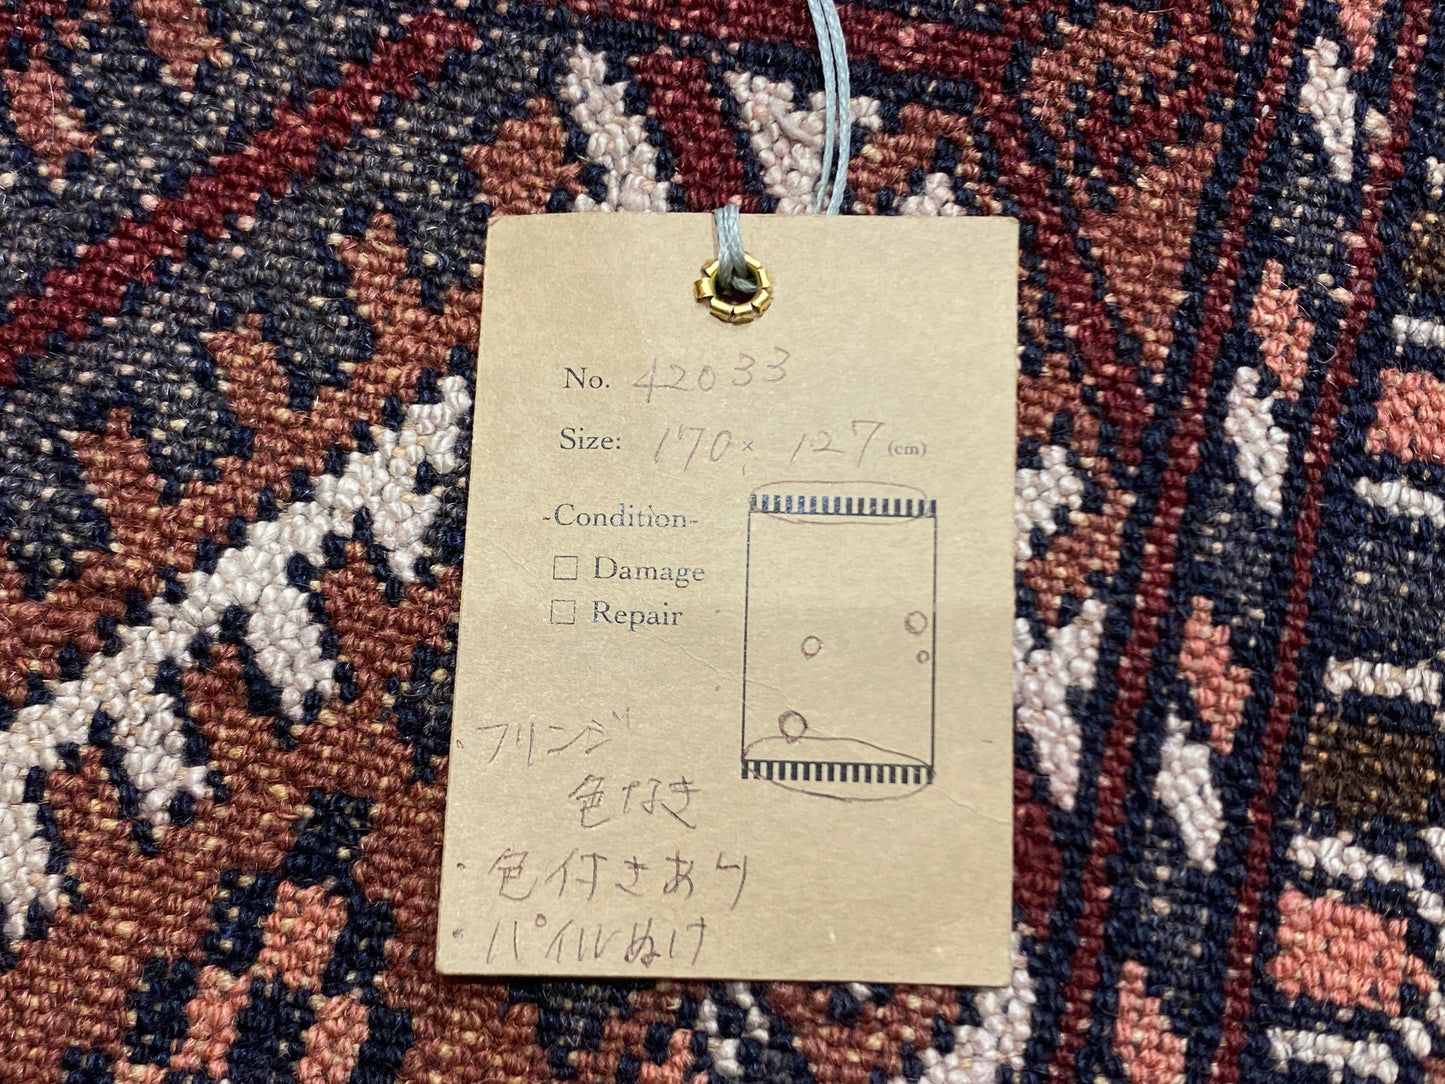 No. 42033
Size: 170 × 127 (cm)
-Condition-
□ Damage
□ Repair
・フリンジ
色なき
・色付きあり
・パイルぬけ